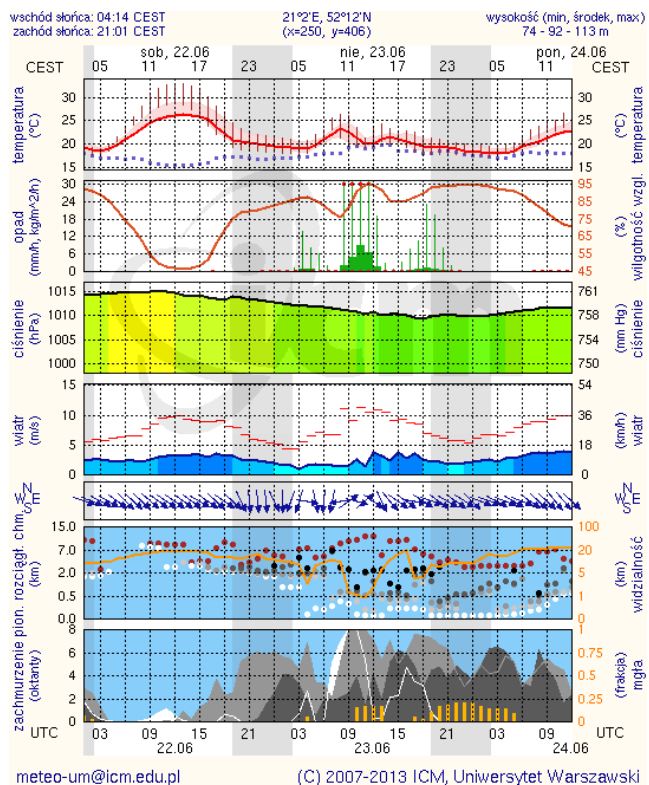 wschód słońca: 04:14 CEST 21°2'E, 52°12'N wysokość (min, środek, max)
zachód słońca: 21:01 CEST (x=250, y=406) 74 - 92 - 113 m
sob, 22.06 nie, 23.06 pon, 24.06
CEST 05 11 17 23 05 11 17 23 05 11 CEST
temperatura
(°C)
30
25
20
15
30
25
20
15
(°C)
temperatura
opad
(mm/h, kg/m^2/h)
30
24
18
12
6
0
95
85
75
65
55
45
(%)
wilgotność wzgl.
ciśnienie
(hPa)
1015
1010
1005
1000
761
758
754
750
(mm Hg)
ciśnienie
wiatr
(m/s)
15
10
5
0
54
36
18
0
(km/h)
wiatr
N
W E
S
N
W E
S
pion. rozciągł. chm.
(km)
15.0
7.0
2.0
0.5
0.0
100
20
5
1
0
(km)
widzialność
zachmurzenie
(oktanty)
8
6
4
2
0
1
0.75
0.5
0.25
0
(frakcja)
mgła
UTC 03 09 15 21 03 09 15 21 03 09 UTC
22.06 23.06 24.06
meteo-um@icm.edu.pl (C) 2007-2013 ICM, Uniwersytet Warszawski